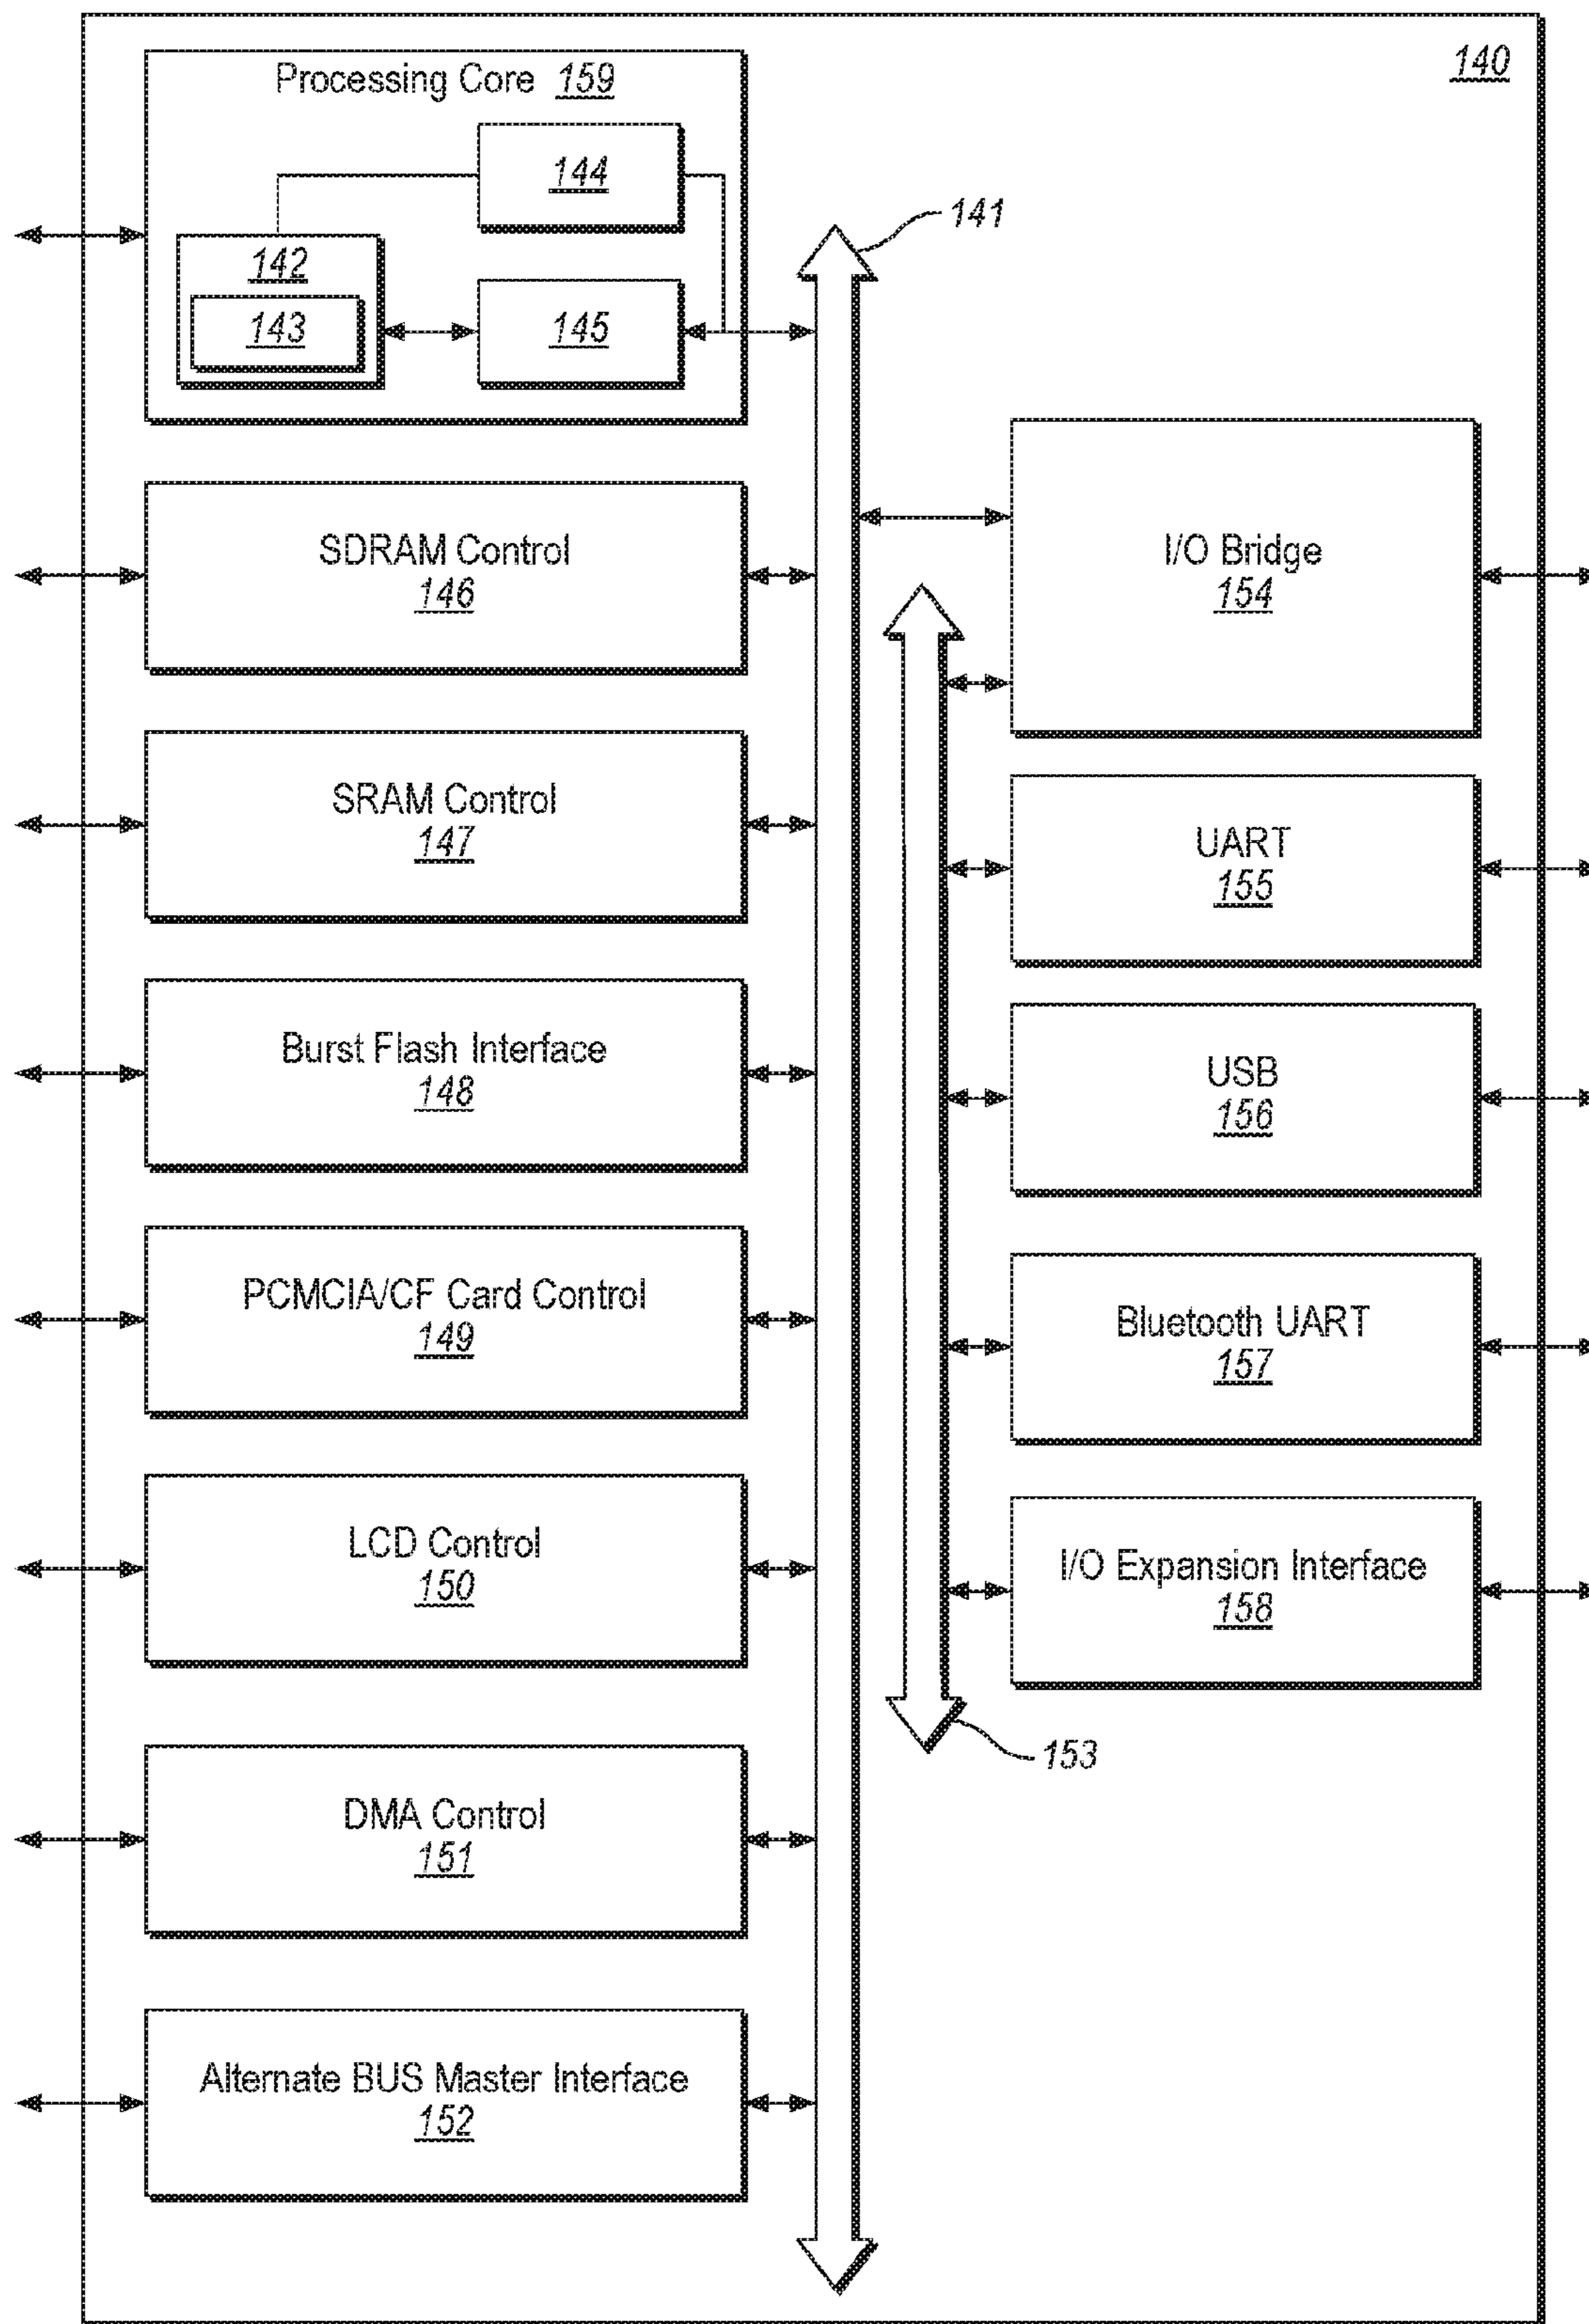 140
Processing Core 159
144
142
143
145
141
SDRAM Control
146
SRAM Control
147
Burst Flash Interface
148
PCMCIA/CF Card Control
149
LCD Control
150
DMA Control
151
Alternate BUS Master Interface
152
I/O Bridge
154
UART
155
USB
156
Bluetooth UART
157
I/O Expansion Interface
158
153